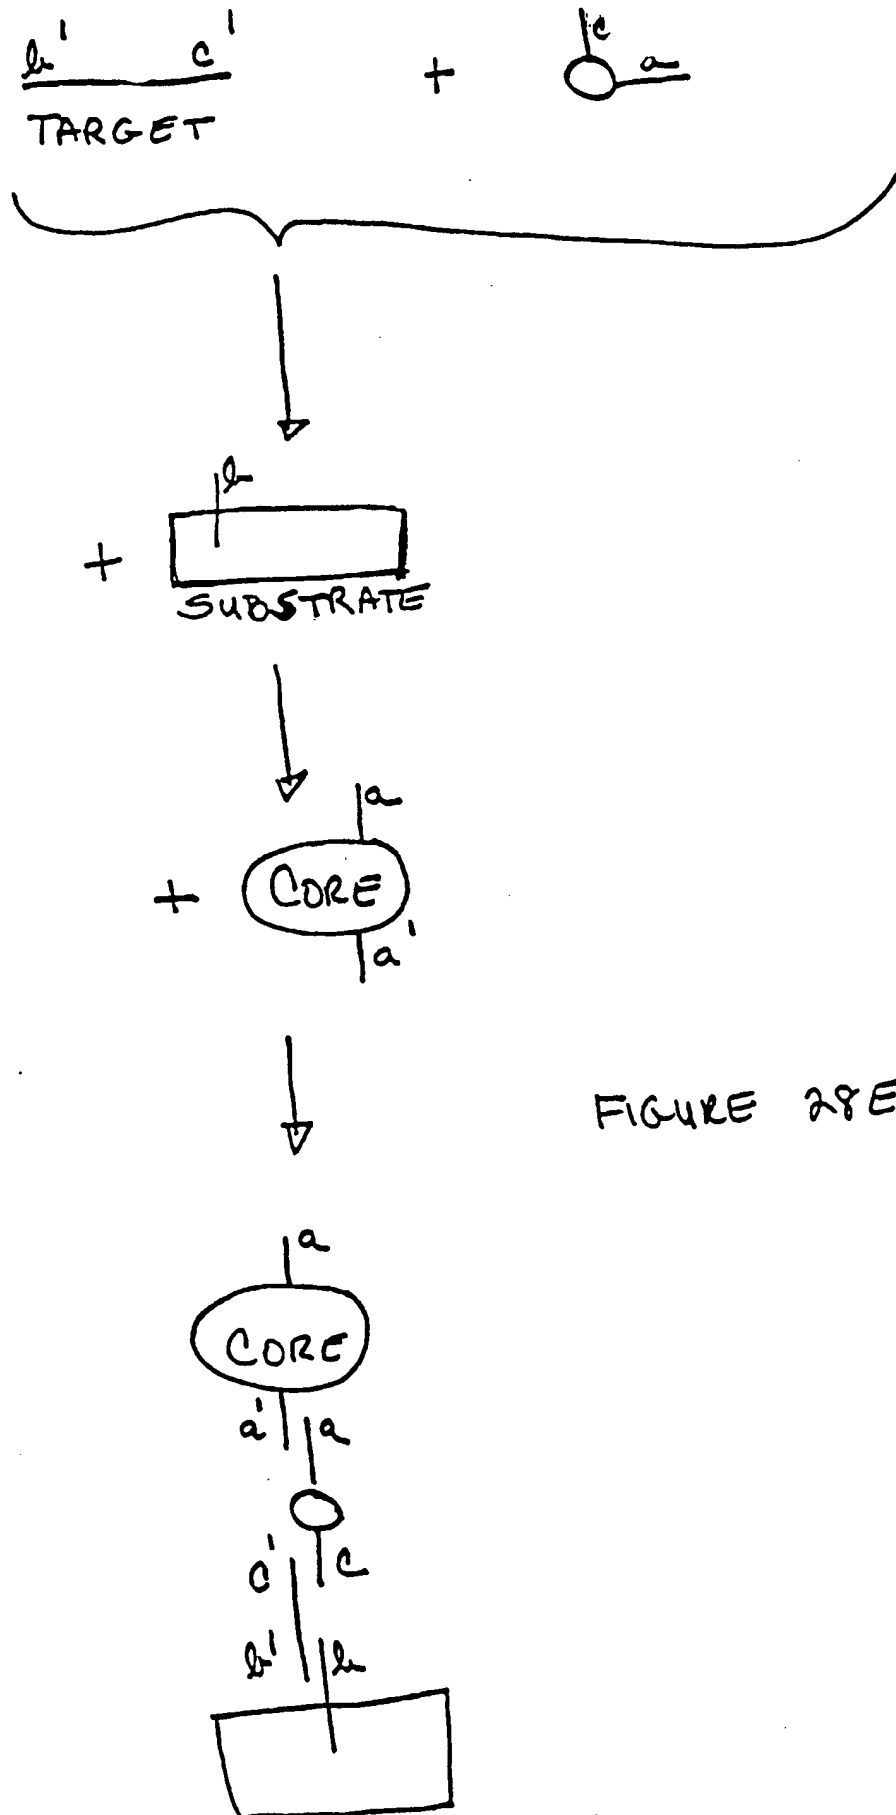 b' c' + c a
TARGET
b
+
SUBSTRATE
a
+ CORE
a'
FIGURE 28E
a
CORE
a' a
c' c
b' b